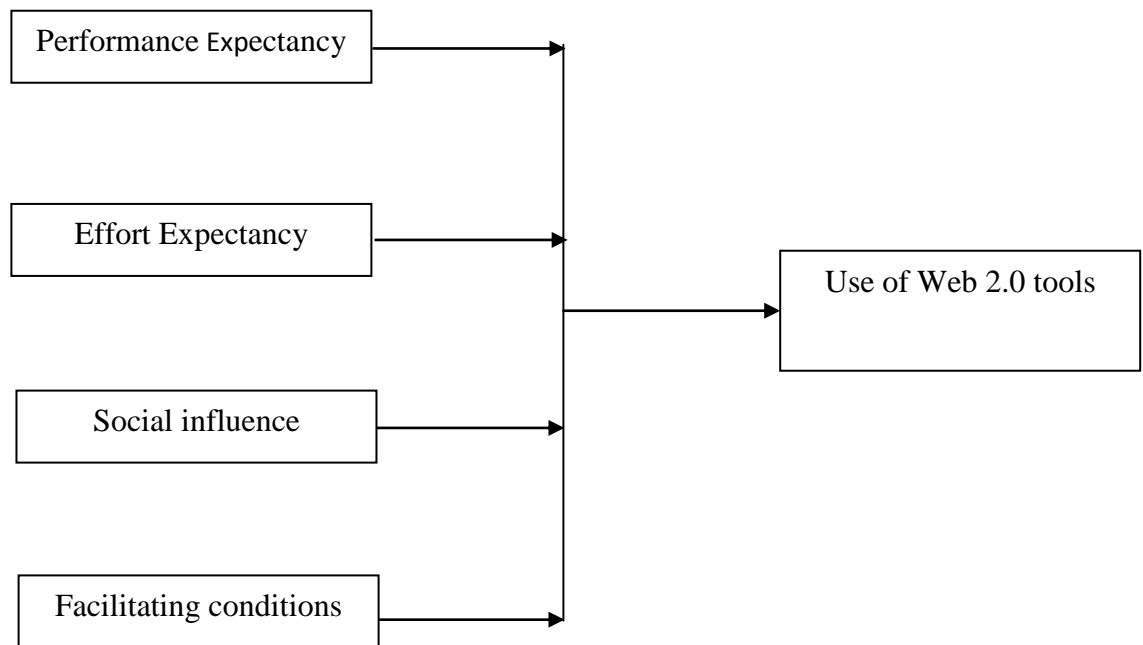 Performance Expectancy
Effort Expectancy
Use of Web 2.0 tools
Social influence
Facilitating conditions